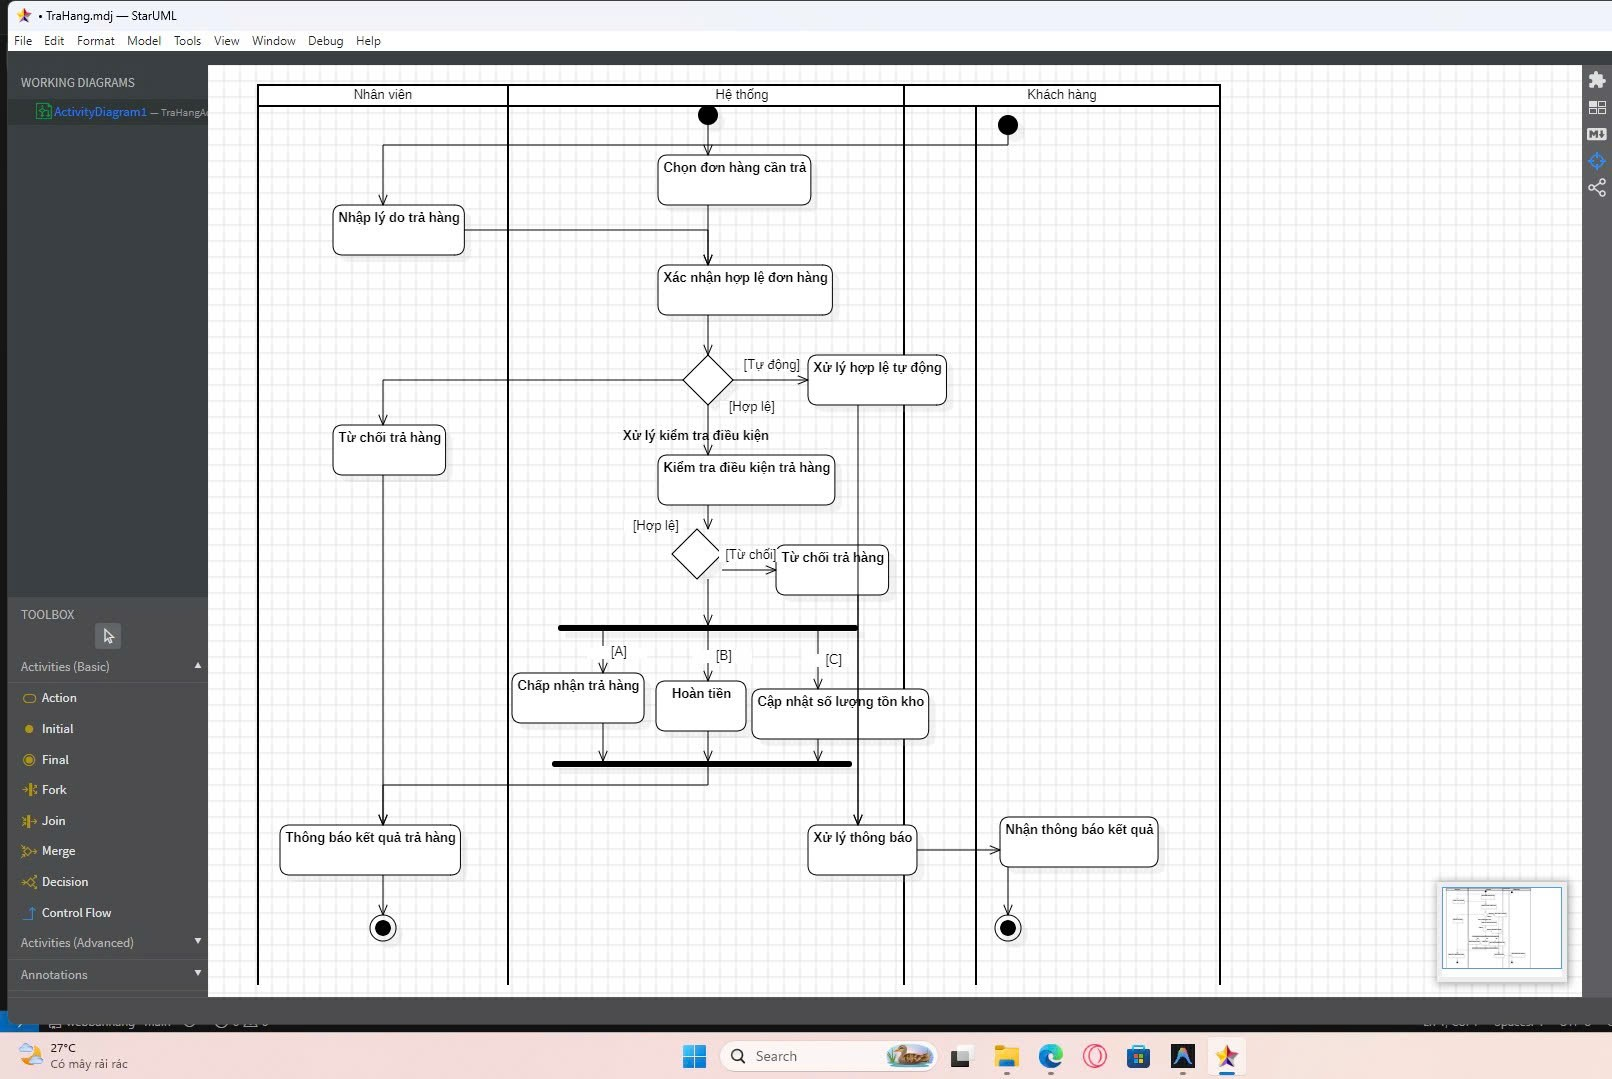 • TraHang.mdj — StarUML
File Edit Format Model Tools View Window Debug Help
WORKING DIAGRAMS
ActivityDiagram1 — TraHangAc
Nhân viên
Hệ thống
Khách hàng
Chọn đơn hàng cần trả
Nhập lý do trả hàng
Xác nhận hợp lệ đơn hàng
[Tự động]
Xử lý hợp lệ tự động
[Hợp lệ]
Xử lý kiểm tra điều kiện
Từ chối trả hàng
Kiểm tra điều kiện trả hàng
[Hợp lệ]
[Từ chối]
Từ chối trả hàng
[A]
[B]
[C]
Chấp nhận trả hàng
Hoàn tiền
Cập nhật số lượng tồn kho
Thông báo kết quả trả hàng
Xử lý thông báo
Nhận thông báo kết quả
TOOLBOX
Activities (Basic)
Action
Initial
Final
Fork
Join
Merge
Decision
Control Flow
Activities (Advanced)
Annotations
27°C
Có mây rải rác
Search